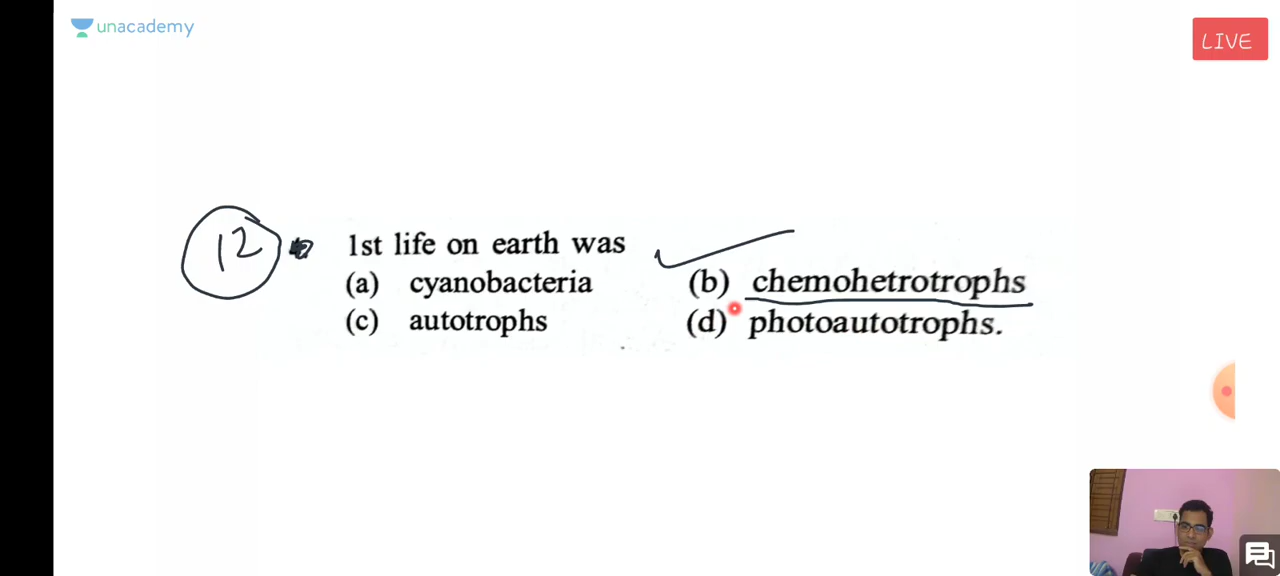 unacademy
LIVE
12 1st life on earth was
(a) cyanobacteria (b) chemohetrotrophs
(c) autotrophs (d) photoautotrophs.